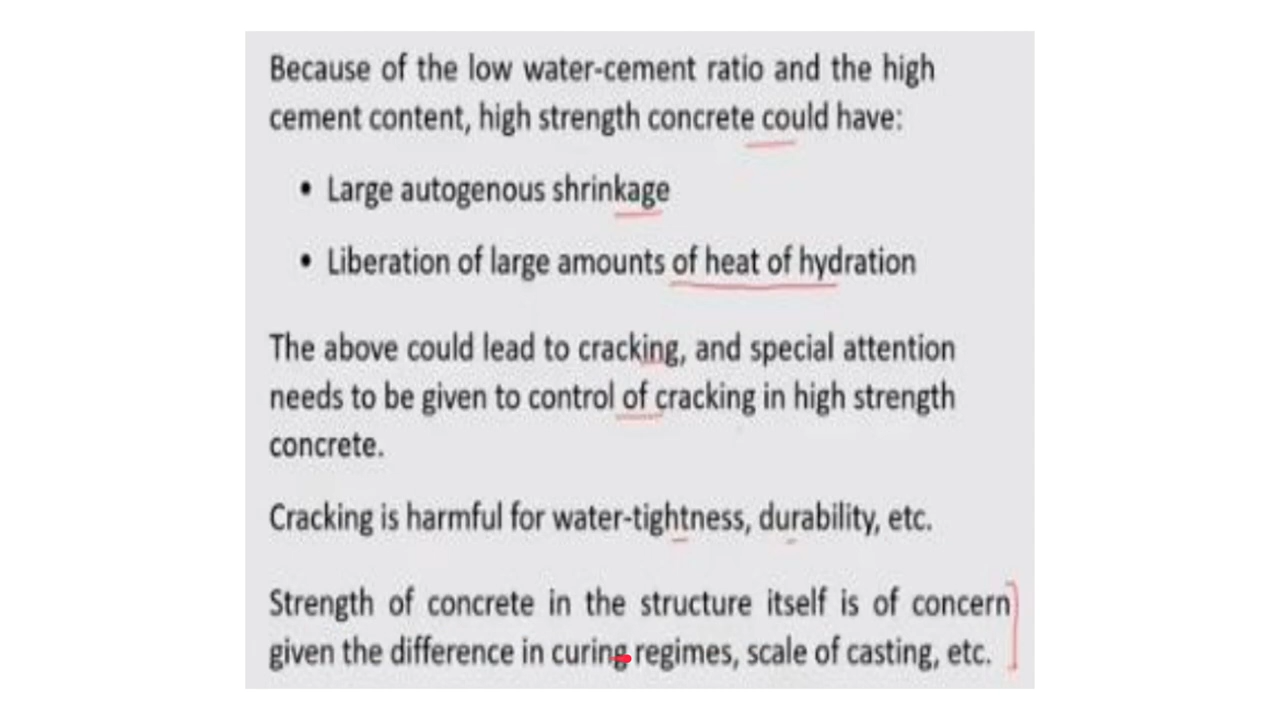 Because of the low water-cement ratio and the high
cement content, high strength concrete could have:
• Large autogenous shrinkage
• Liberation of large amounts of heat of hydration
The above could lead to cracking, and special attention
needs to be given to control of cracking in high strength
concrete.
Cracking is harmful for water-tightness, durability, etc.
Strength of concrete in the structure itself is of concern
given the difference in curing regimes, scale of casting, etc.